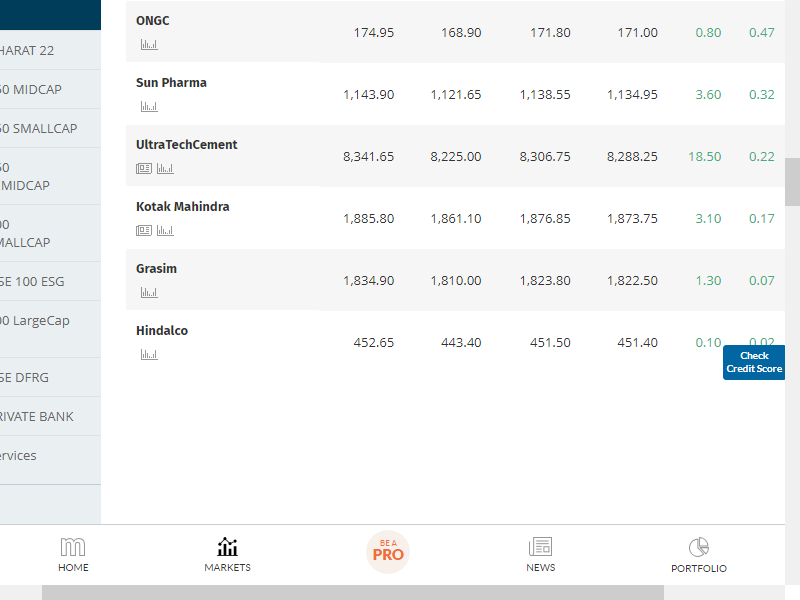 HARAT 22
50 MIDCAP
50 SMALLCAP
50
MIDCAP
00
MALLCAP
SE 100 ESG
00 LargeCap
SE DFRG
RIVATE BANK
ervices
ONGC 174.95 168.90 171.80 171.00 0.80 0.47
Sun Pharma 1,143.90 1,121.65 1,138.55 1,134.95 3.60 0.32
UltraTechCement 8,341.65 8,225.00 8,306.75 8,288.25 18.50 0.22
Kotak Mahindra 1,885.80 1,861.10 1,876.85 1,873.75 3.10 0.17
Grasim 1,834.90 1,810.00 1,823.80 1,822.50 1.30 0.07
Hindalco 452.65 443.40 451.50 451.40 0.10 0.02
Check
Credit Score
HOME
MARKETS
BE A
PRO
NEWS
PORTFOLIO